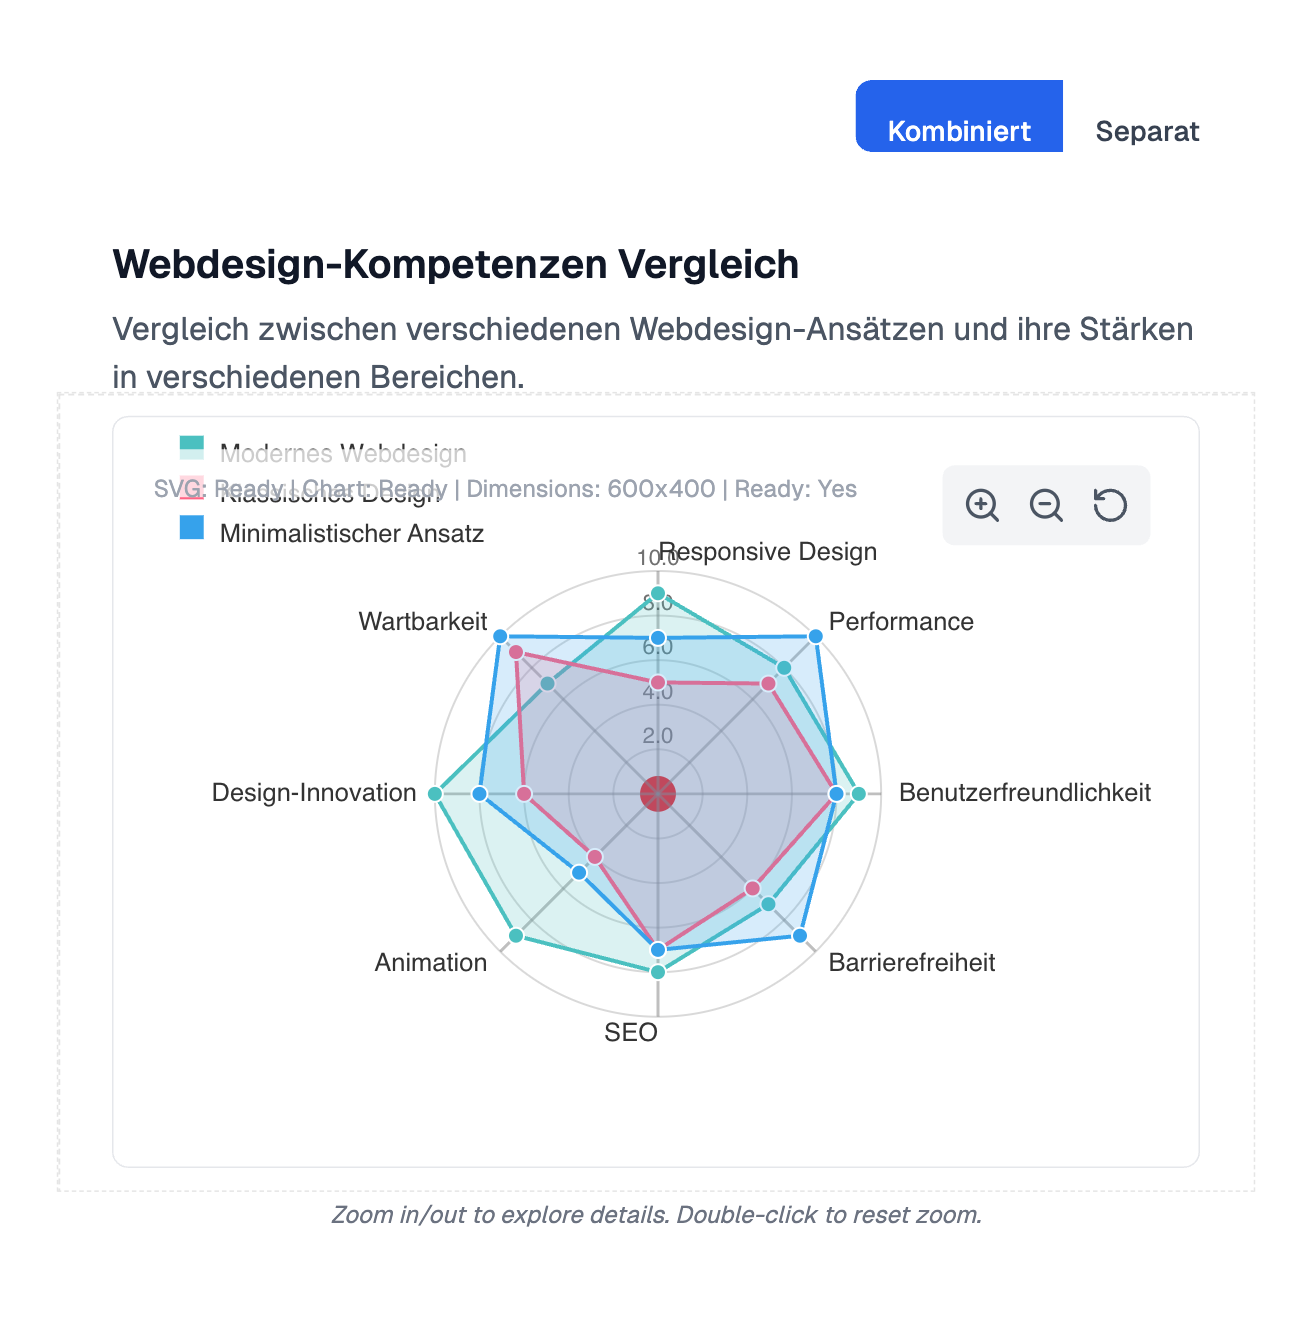 Kombiniert
Separat
Webdesign-Kompetenzen Vergleich
Vergleich zwischen verschiedenen Webdesign-Ansätzen und ihre Stärken
in verschiedenen Bereichen.
Modernes Webdesign
SVG: Ready | Chart: Ready | Dimensions: 600x400 | Ready: Yes
Klassisches Design
Minimalistischer Ansatz
10.0
Responsive Design
8.0
Wartbarkeit
Performance
6.0
4.0
2.0
Design-Innovation
Benutzerfreundlichkeit
Animation
Barrierefreiheit
SEO
Zoom in/out to explore details. Double-click to reset zoom.